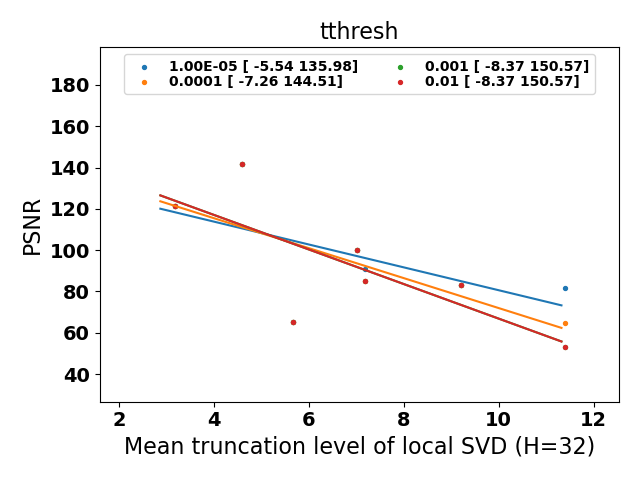 tthresh
1.00E-05 [ -5.54 135.98]
0.0001 [ -7.26 144.51]
0.001 [ -8.37 150.57]
0.01 [ -8.37 150.57]
PSNR
180
160
140
120
100
80
60
40
2 4 6 8 10 12
Mean truncation level of local SVD (H=32)